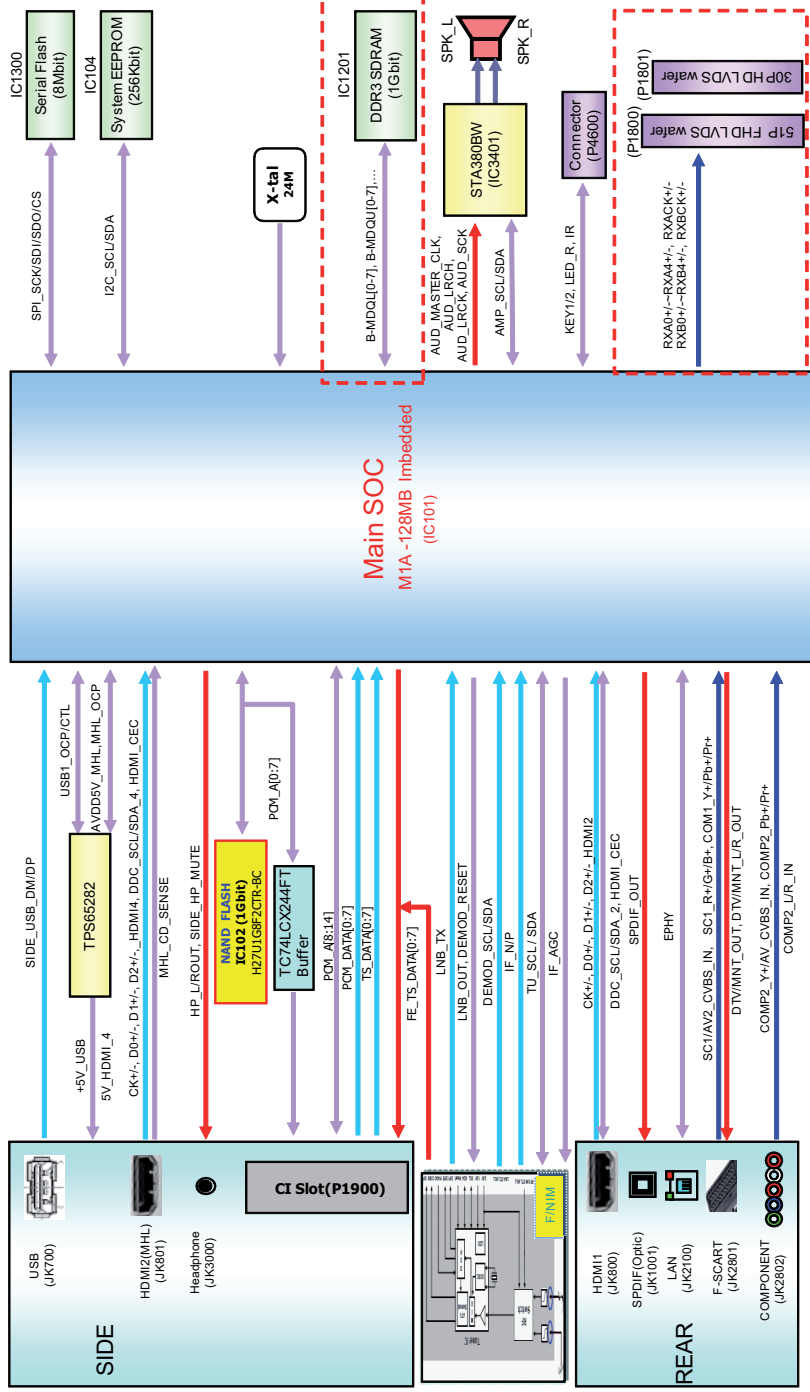 SIDE
USB
(JK700)
HDMI2(MHL)
(JK801)
Headphone
(JK3000)
CI Slot(P1900)
SIDE_USB_DM/DP
TPS65282
+5V_USB
5V_HDMI_4
USB1_OCP/CTL
AVDD5V_MHL,MHL_OCP
CK+/-, D0+/-, D1+/-, D2+/-_HDMI4, DDC_SCL/SDA_4, HDMI_CEC
MHL_CD_SENSE
HP_L/ROUT, SIDE_HP_MUTE
NAND FLASH
IC102 (1Gbit)
H27U1G8F2CTR-BC
TC74LCX244FT
Buffer
PCM_A[0:7]
PCM_A[8:14]
PCM_DATA[0:7]
TS_DATA[0:7]
FE_TS_DATA[0:7]
F/NIM
Tuner IC
Switch
LNB_TX
LNB_OUT, DEMOD_RESET
DEMOD_SCL/SDA
IF_N/P
TU_SCL/ SDA
IF_AGC
REAR
HDMI1
(JK800)
SPDIF(Optic)
(JK1001)
LAN
(JK2100)
F-SCART
(JK2801)
COMPONENT
(JK2802)
CK+/-, D0+/-, D1+/-, D2+/-_HDMI2
DDC_SCL/SDA_2, HDMI_CEC
SPDIF_OUT
EPHY
SC1/AV2_CVBS_IN, SC1_R+/G+/B+, COM1_Y+/Pb+/Pr+
DTV/MNT_OUT, DTV/MNT_L/R_OUT
COMP2_Y+/AV_CVBS_IN, COMP2_Pb+/Pr+
COMP2_L/R_IN
Main SOC
M1A -128MB Imbedded
(IC101)
SPI_SCK/SDI/SDO/CS
IC1300
Serial Flash
(8Mbit)
I2C_SCL/SDA
IC104
System EEPROM
(256Kbit)
X-tal
24M
B-MDQL[0-7], B-MDQU[0-7],....
IC1201
DDR3 SDRAM
(1Gbit)
AUD_MASTER_CLK,
AUD_LRCH,
AUD_LRCK, AUD_SCK
AMP_SCL/SDA
STA380BW
(IC3401)
SPK_L
SPK_R
KEY1/2, LED_R, IR
Connector
(P4600)
RXA0+/-~RXA4+/-, RXACK+/-
RXB0+/-~RXB4+/-, RXBCK+/-
(P1800)
51P FHD LVDS wafer
(P1801)
30P HD LVDS wafer